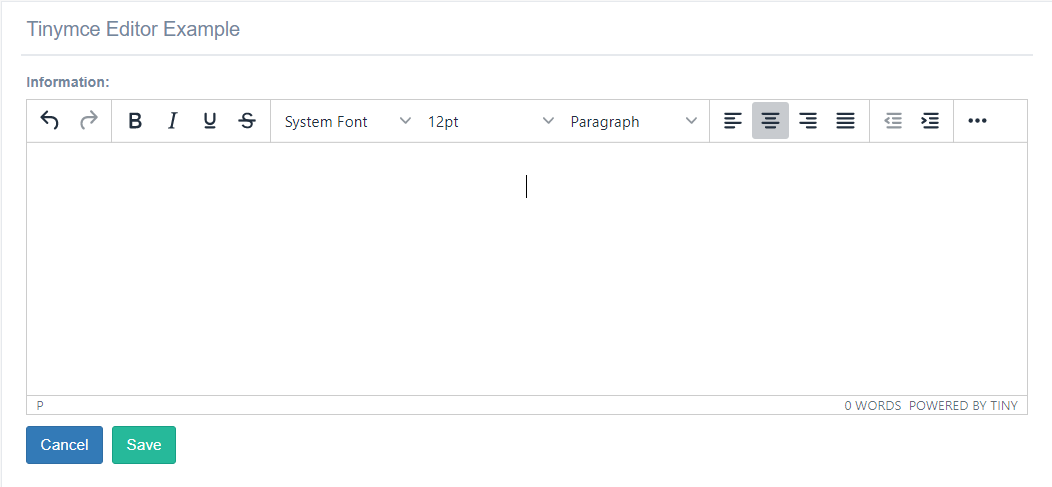 Tinymce Editor Example
Information:
B I U S System Font 12pt Paragraph
P 0 WORDS POWERED BY TINY
Cancel Save